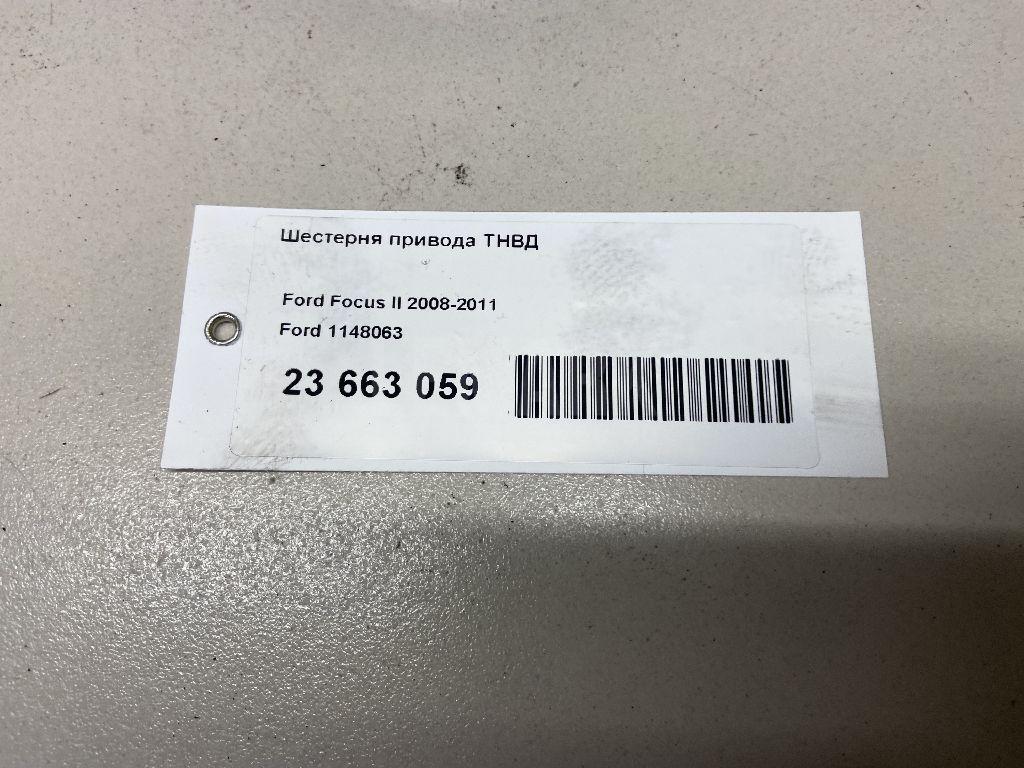 Шестерня привода ТНВД
Ford Focus II 2008-2011
Ford 1148063
23 663 059